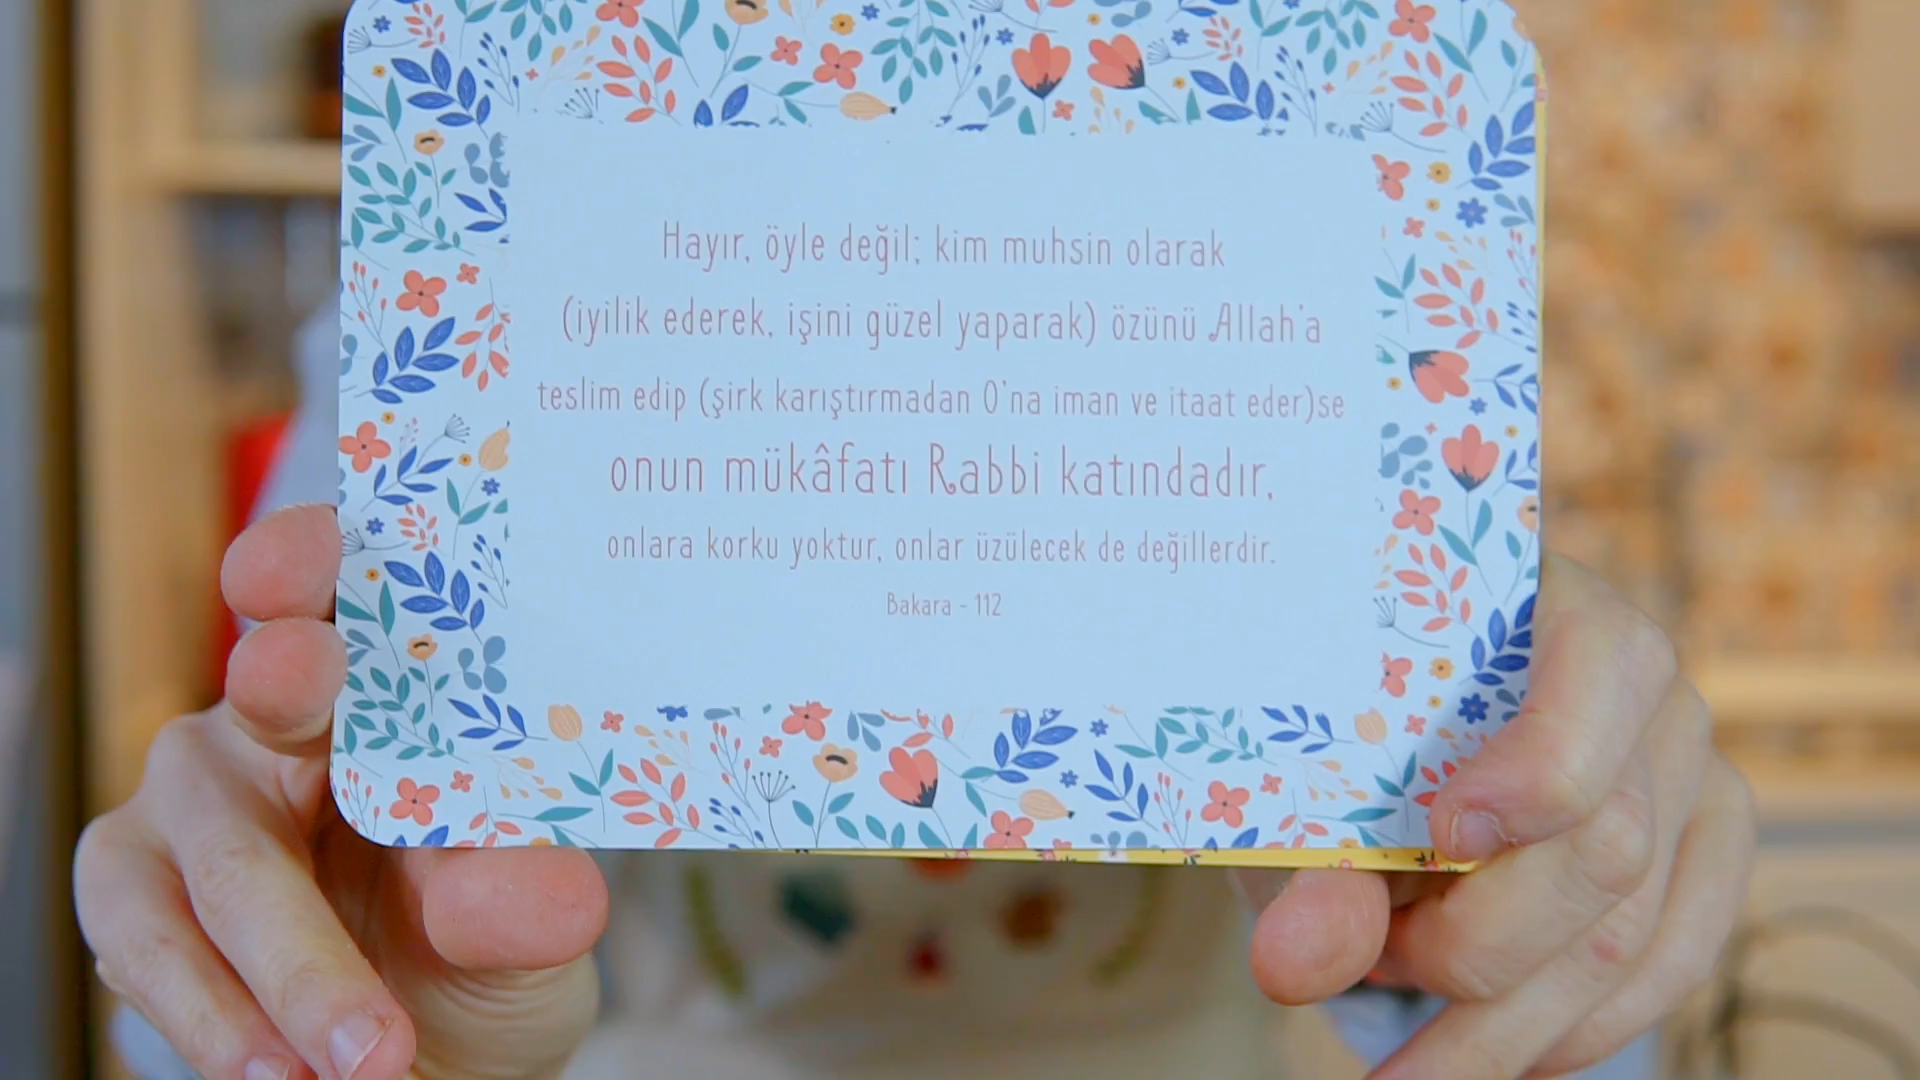 Hayır, öyle değil; kim muhsin olarak
(iyilik ederek, işini güzel yaparak) özünü Allah'a
teslim edip (şirk karıştırmadan O'na iman ve itaat eder)se
onun mükâfatı Rabbi katındadır,
onlara korku yoktur, onlar üzülecek de değillerdir.
Bakara - 112